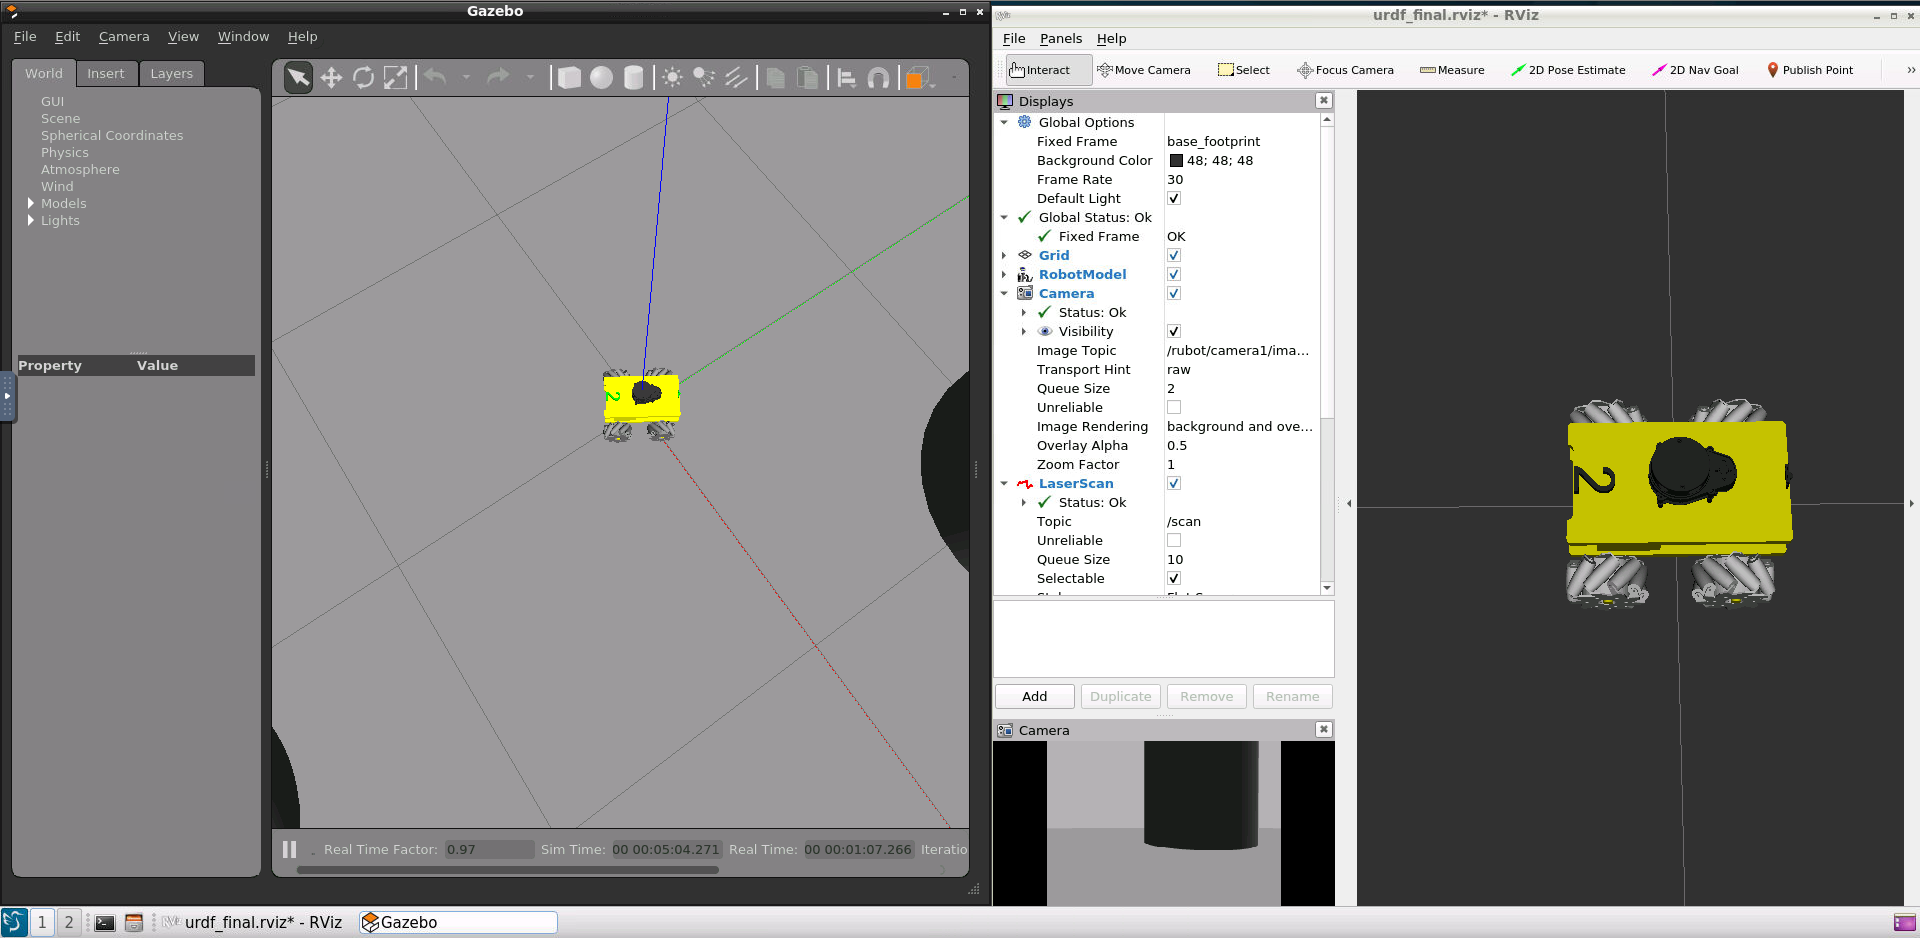 Gazebo
File Edit Camera View Window Help
World Insert Layers
GUI
Scene
Spherical Coordinates
Physics
Atmosphere
Wind
Models
Lights
Property Value
2
Real Time Factor: 0.97 Sim Time: 00 00:05:04.271 Real Time: 00 00:01:07.266 Iteratio
urdf_final.rviz* - RViz
File Panels Help
Interact Move Camera Select Focus Camera Measure 2D Pose Estimate 2D Nav Goal Publish Point »
Displays
Global Options
Fixed Frame base_footprint
Background Color 48; 48; 48
Frame Rate 30
Default Light
Global Status: Ok
Fixed Frame OK
Grid
RobotModel
Camera
Status: Ok
Visibility
Image Topic /rubot/camera1/ima...
Transport Hint raw
Queue Size 2
Unreliable
Image Rendering background and ove...
Overlay Alpha 0.5
Zoom Factor 1
LaserScan
Status: Ok
Topic /scan
Unreliable
Queue Size 10
Selectable
Add Duplicate Remove Rename
Camera
2
1 2 RViz urdf_final.rviz* - RViz Gazebo